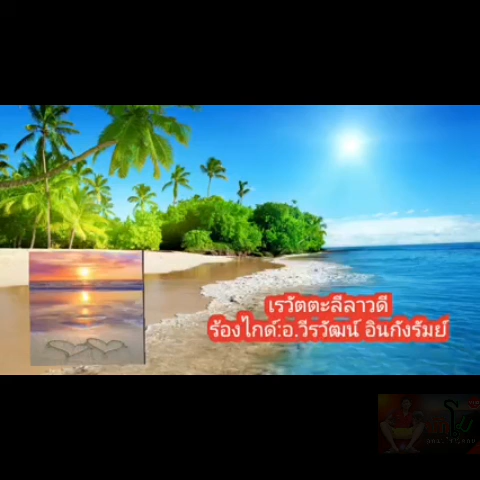 เรวัตตะลีลาวดี
ร้องไกด์:อ.วีรวัฒน์ อินกังรัมย์